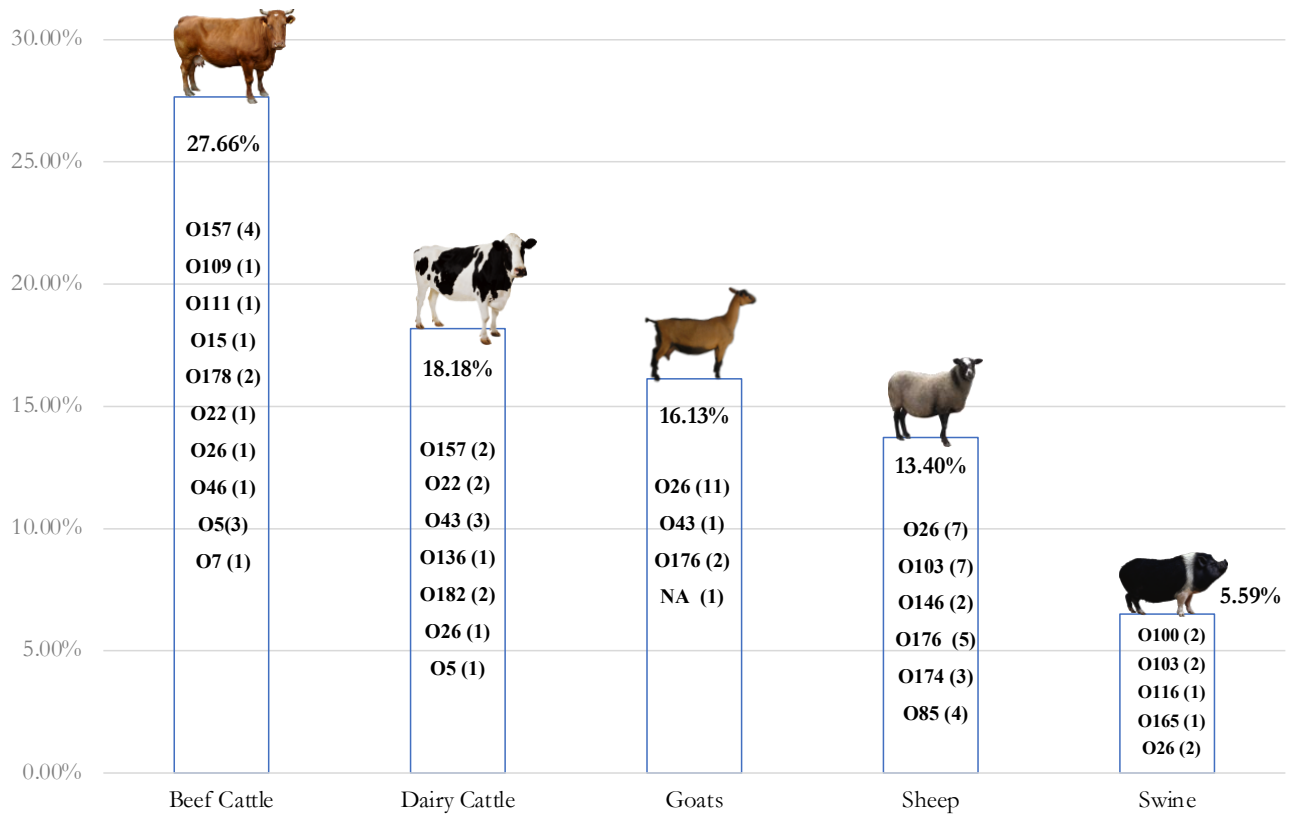 30.00%
25.00%
20.00%
15.00%
10.00%
5.00%
0.00%
27.66%
O157 (4)
O109 (1)
O111 (1)
O15 (1)
O178 (2)
O22 (1)
O26 (1)
O46 (1)
O5(3)
O7 (1)
Beef Cattle
18.18%
O157 (2)
O22 (2)
O43 (3)
O136 (1)
O182 (2)
O26 (1)
O5 (1)
Dairy Cattle
16.13%
O26 (11)
O43 (1)
O176 (2)
NA (1)
Goats
13.40%
O26 (7)
O103 (7)
O146 (2)
O176 (5)
O174 (3)
O85 (4)
Sheep
5.59%
O100 (2)
O103 (2)
O116 (1)
O165 (1)
O26 (2)
Swine